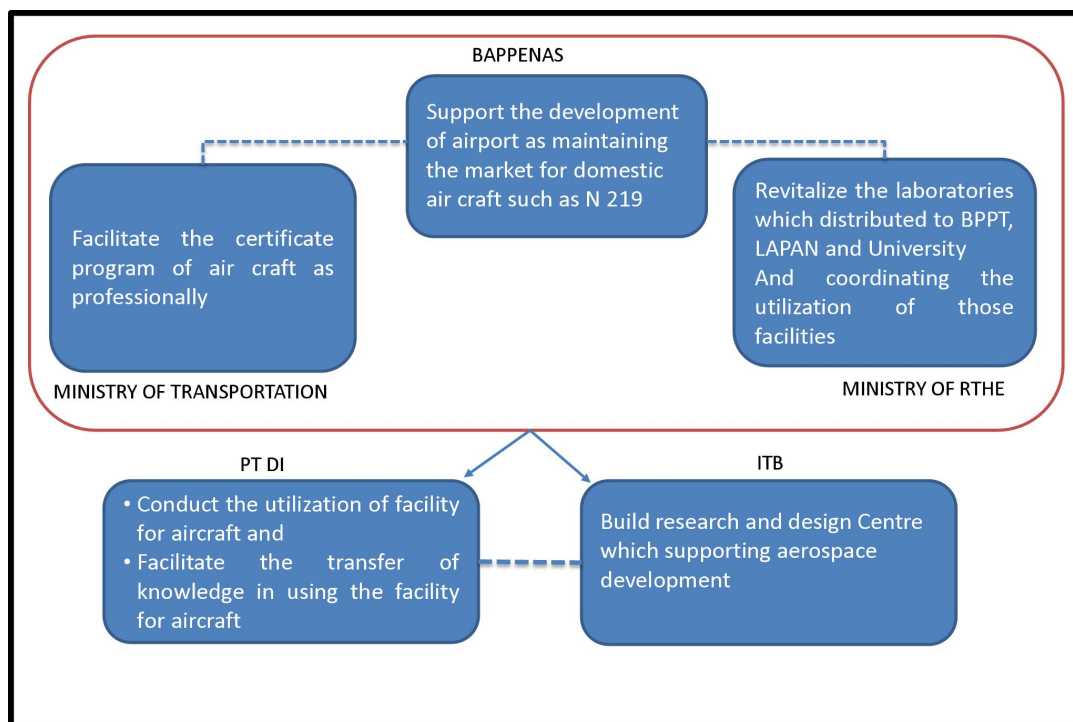 BAPPENAS
Support the development
of airport as maintaining
the market for domestic
air craft such as N 219
Facilitate the certificate
program of air craft as
professionally
MINISTRY OF TRANSPORTATION
Revitalize the laboratories
which distributed to BPPT,
LAPAN and University
And coordinating the
utilization of those
facilities
MINISTRY OF RTHE
PT DI
• Conduct the utilization of facility
for aircraft and
• Facilitate the transfer of
knowledge in using the facility
for aircraft
ITB
Build research and design Centre
which supporting aerospace
development